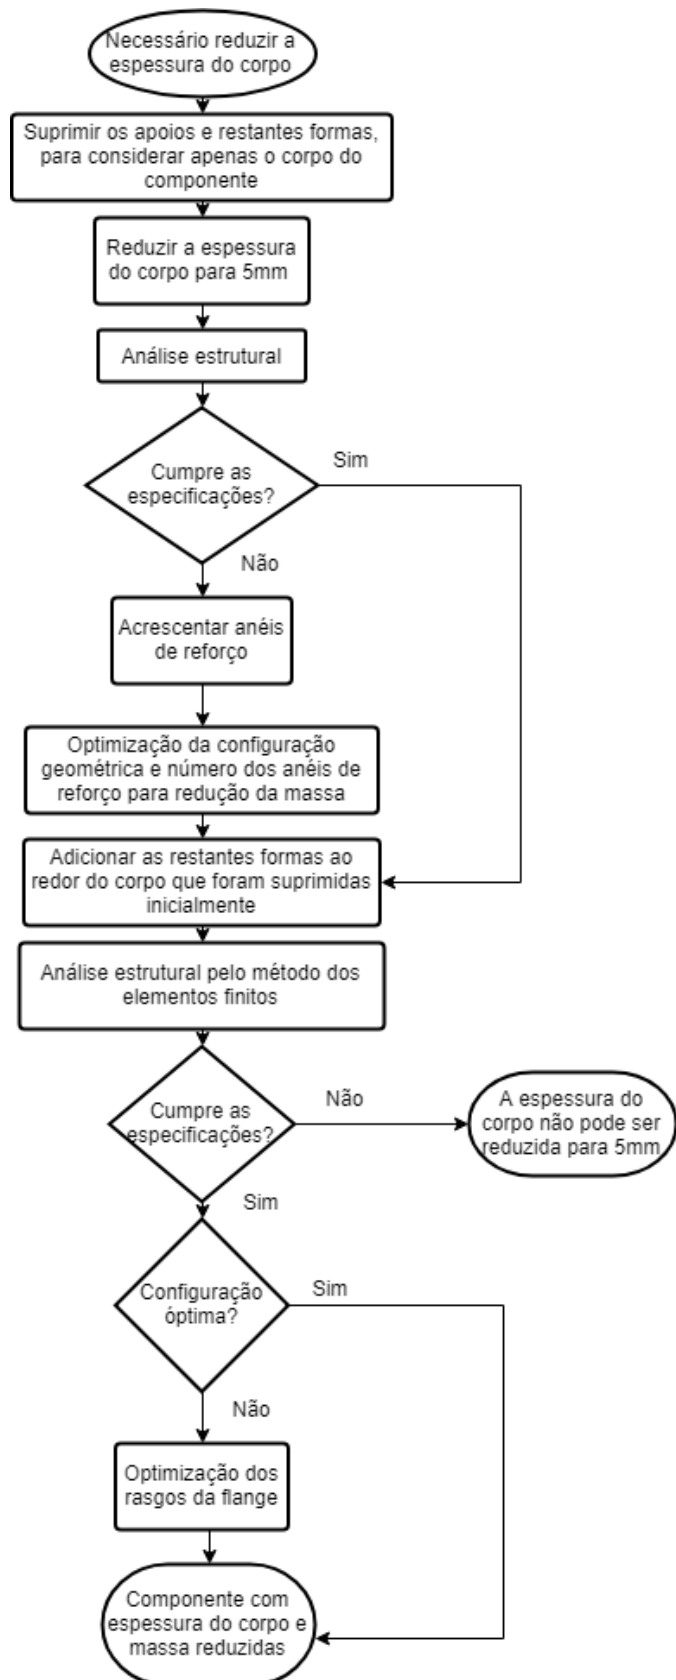 Necessário reduzir a
espessura do corpo
Suprimir os apoios e restantes formas,
para considerar apenas o corpo do
componente
Reduzir a espessura
do corpo para 5mm
Análise estrutural
Cumpre as
especificações?
Sim
Não
Acrescentar anéis
de reforço
Optimização da configuração
geométrica e número dos anéis de
reforço para redução da massa
Adicionar as restantes formas ao
redor do corpo que foram suprimidas
inicialmente
Análise estrutural pelo método dos
elementos finitos
Cumpre as
especificações?
Não
A espessura do
corpo não pode ser
reduzida para 5mm
Sim
Configuração
óptima?
Sim
Não
Optimização dos
rasgos da flange
Componente com
espessura do corpo e
massa reduzidas